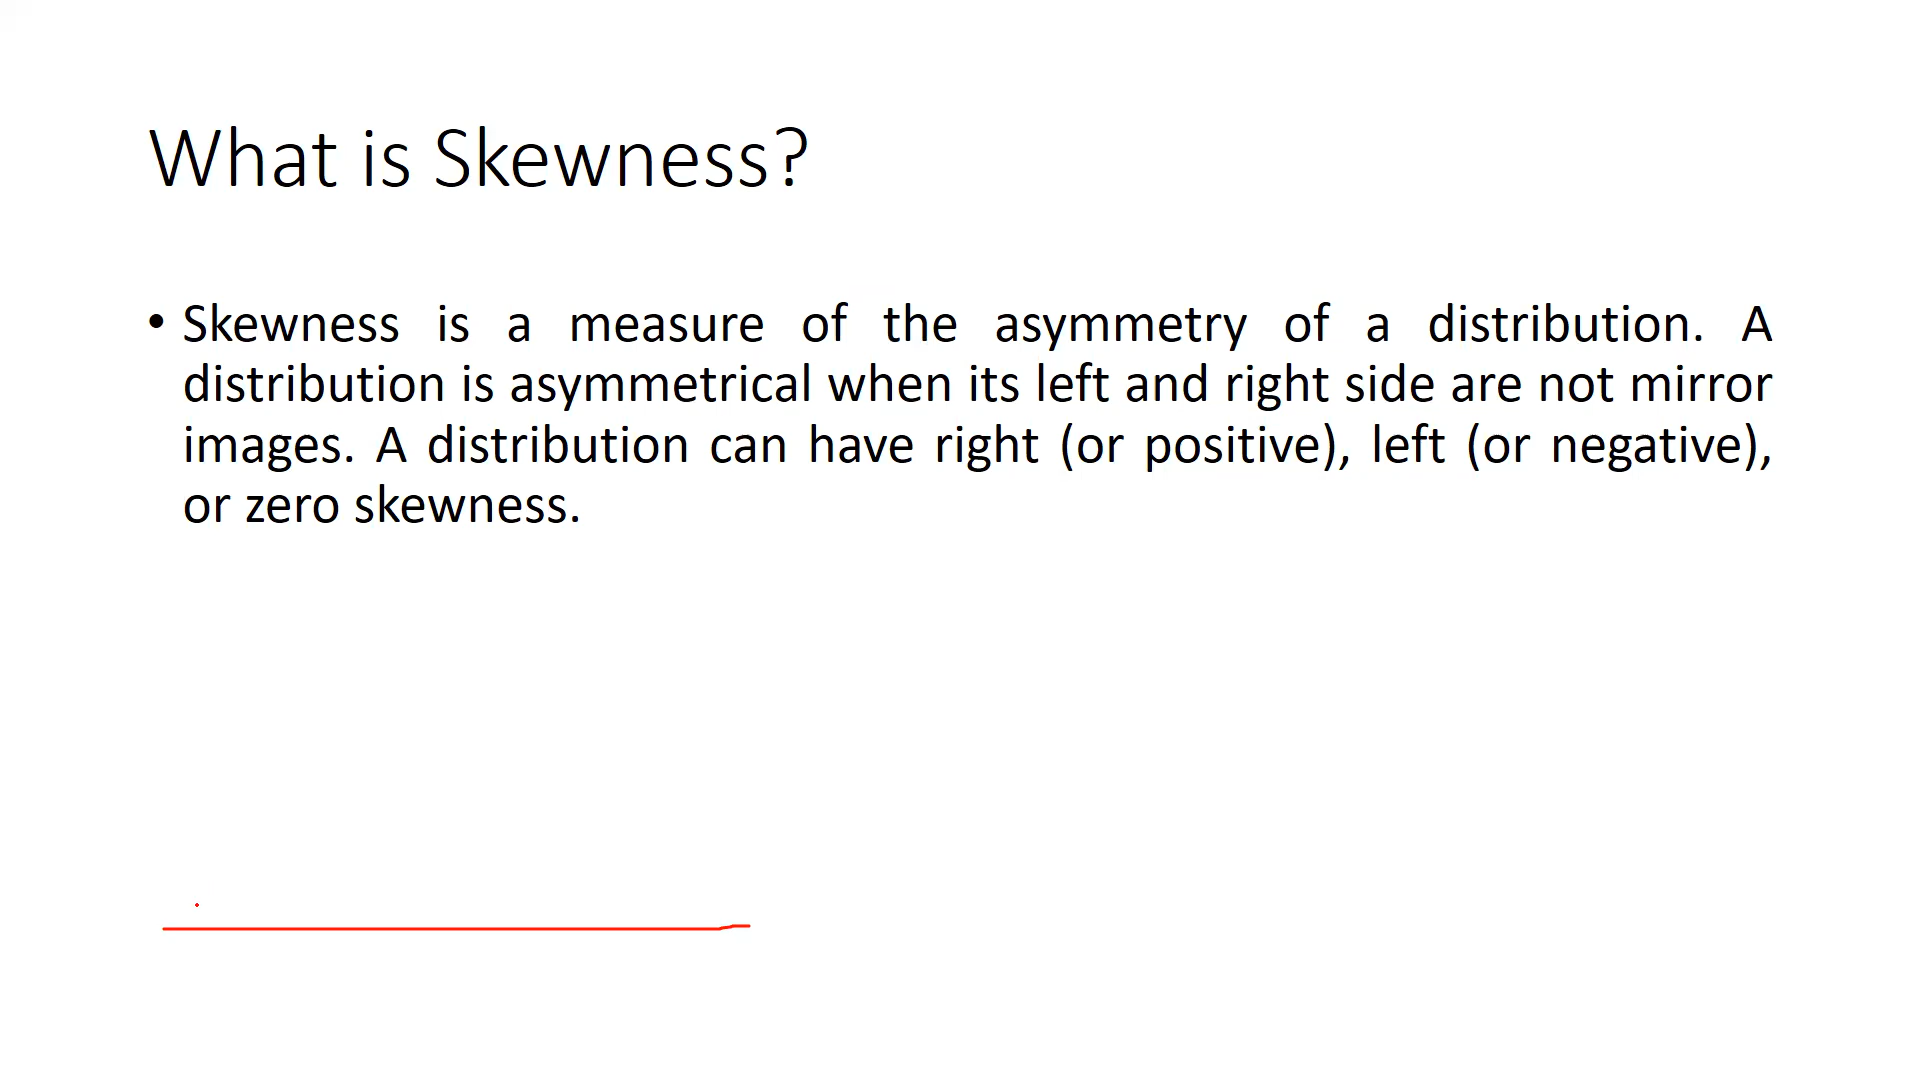 What is Skewness?
• Skewness is a measure of the asymmetry of a distribution. A
distribution is asymmetrical when its left and right side are not mirror
images. A distribution can have right (or positive), left (or negative),
or zero skewness.